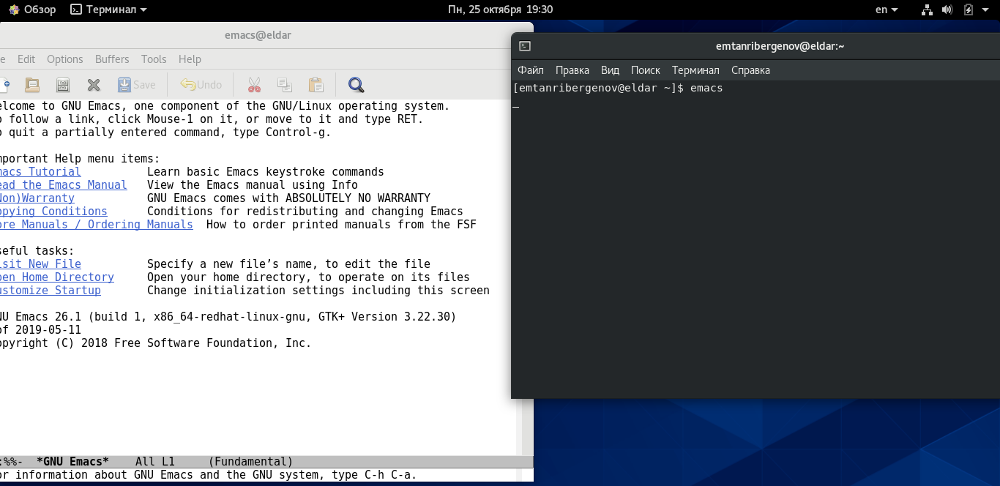 Обзор Терминал Пн, 25 октября 19:30 en
emacs@eldar
e Edit Options Buffers Tools Help
Save Undo
elcome to GNU Emacs, one component of the GNU/Linux operating system.
o follow a link, click Mouse-1 on it, or move to it and type RET.
o quit a partially entered command, type Control-g.
mportant Help menu items:
macs Tutorial Learn basic Emacs keystroke commands
ead the Emacs Manual View the Emacs manual using Info
Non)Warranty GNU Emacs comes with ABSOLUTELY NO WARRANTY
opying Conditions Conditions for redistributing and changing Emacs
ore Manuals / Ordering Manuals How to order printed manuals from the FSF
seful tasks:
isit New File Specify a new file’s name, to edit the file
pen Home Directory Open your home directory, to operate on its files
ustomize Startup Change initialization settings including this screen
NU Emacs 26.1 (build 1, x86_64-redhat-linux-gnu, GTK+ Version 3.22.30)
of 2019-05-11
opyright (C) 2018 Free Software Foundation, Inc.
:%%- *GNU Emacs* All L1 (Fundamental)
or information about GNU Emacs and the GNU system, type C-h C-a.
emtanribergenov@eldar:~
Файл Правка Вид Поиск Терминал Справка
[emtanribergenov@eldar ~]$ emacs